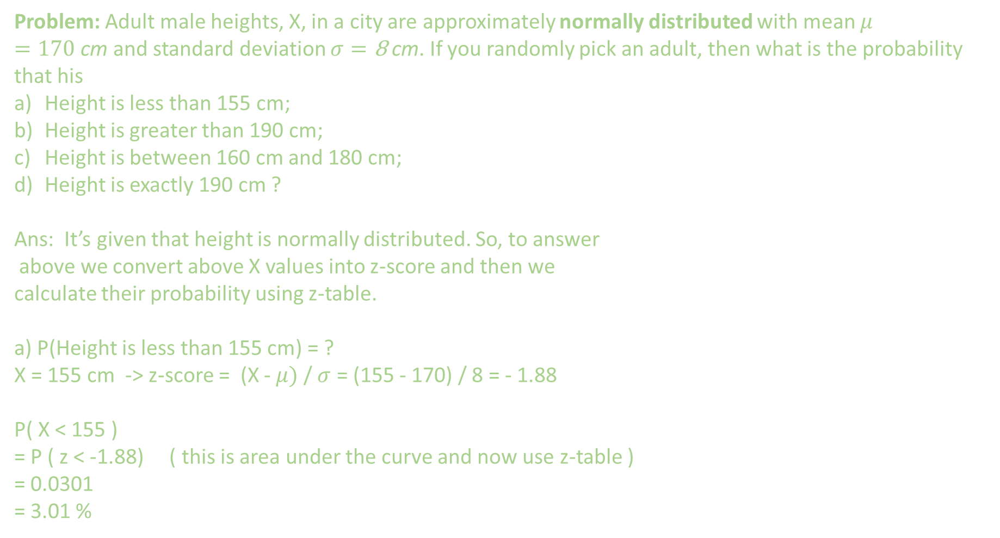 Problem: Adult male heights, X, in a city are approximately normally distributed with mean μ
= 170 cm and standard deviation σ = 8 cm. If you randomly pick an adult, then what is the probability
that his
a) Height is less than 155 cm;
b) Height is greater than 190 cm;
c) Height is between 160 cm and 180 cm;
d) Height is exactly 190 cm ?
Ans: It’s given that height is normally distributed. So, to answer
above we convert above X values into z-score and then we
calculate their probability using z-table.
a) P(Height is less than 155 cm) = ?
X = 155 cm -> z-score = (X - μ) / σ = (155 - 170) / 8 = - 1.88
P( X < 155 )
= P ( z < -1.88) ( this is area under the curve and now use z-table )
= 0.0301
= 3.01 %